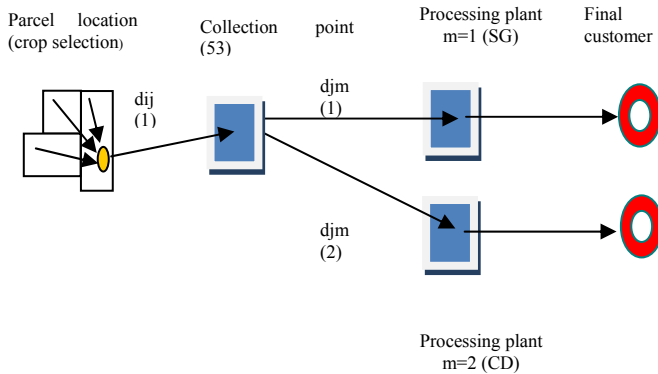 Parcel location
(crop selection)
Collection point
(53)
Processing plant
m=1 (SG)
Final
customer
dij
(1)
djm
(1)
djm
(2)
Processing plant
m=2 (CD)